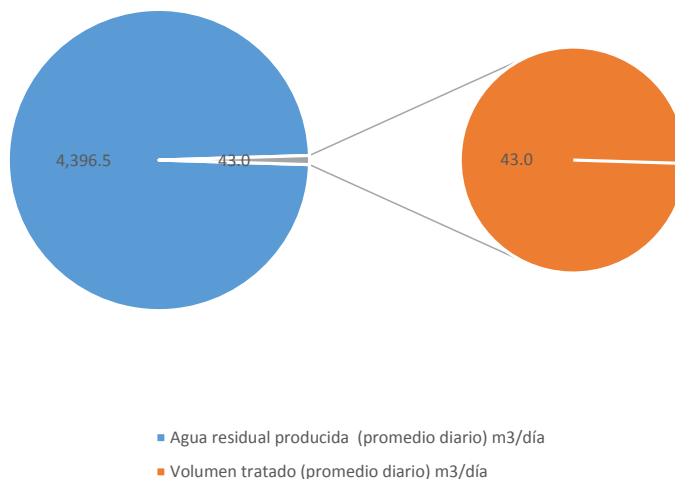 4,396.5
43.0
43.0
Agua residual producida (promedio diario) m3/día
Volumen tratado (promedio diario) m3/día